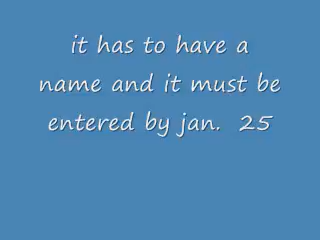 it has to have a
name and it must be
entered by jan.  25